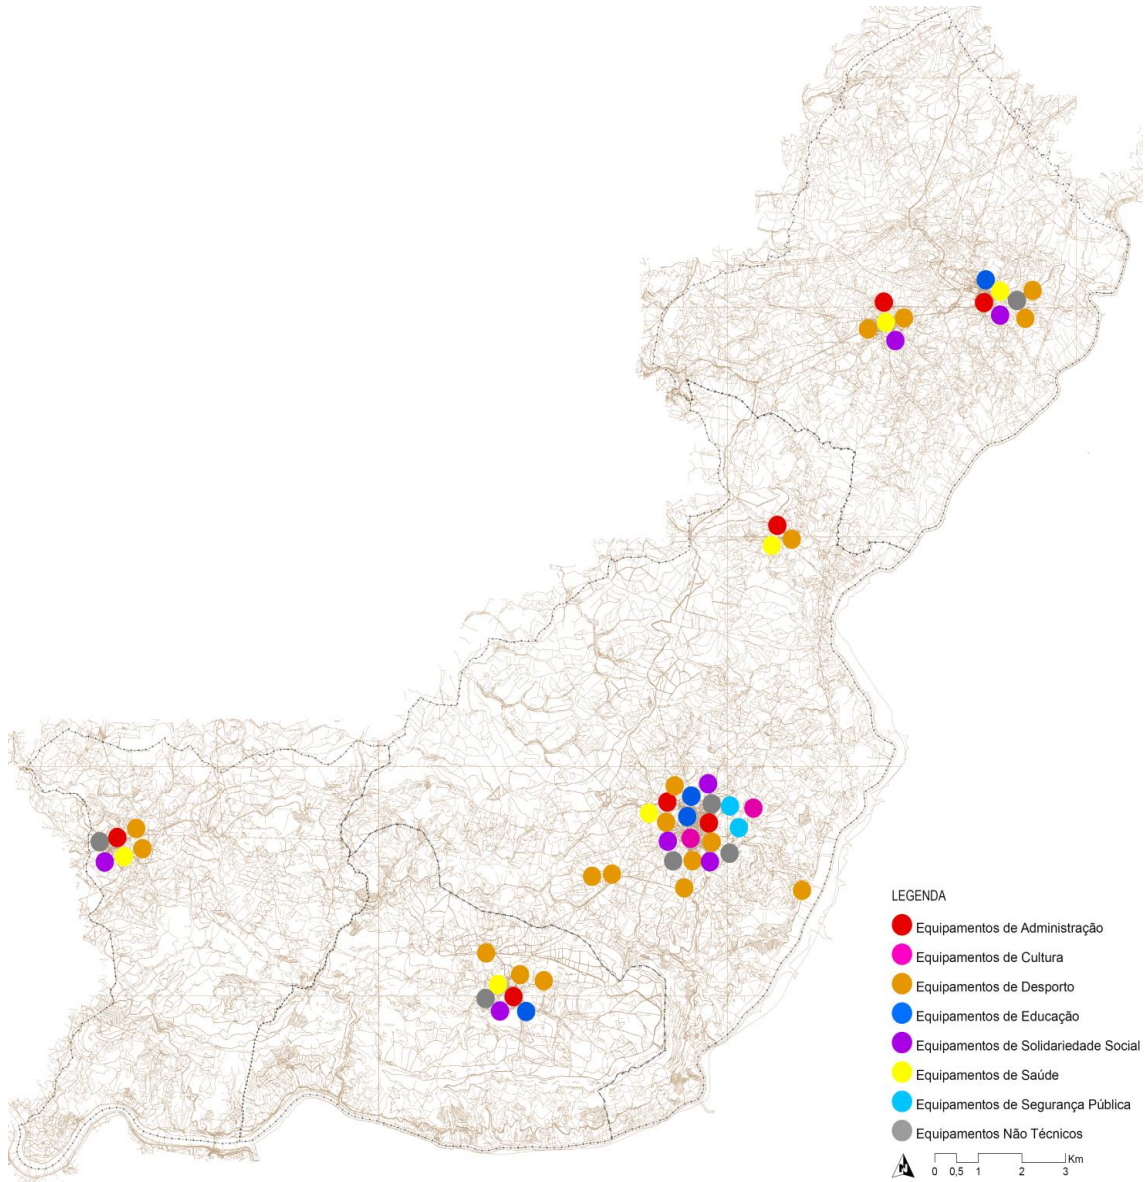 LEGENDA
Equipamentos de Administração
Equipamentos de Cultura
Equipamentos de Desporto
Equipamentos de Educação
Equipamentos de Solidariedade Social
Equipamentos de Saúde
Equipamentos de Segurança Pública
Equipamentos Não Técnicos
Km
0 0,5 1 2 3